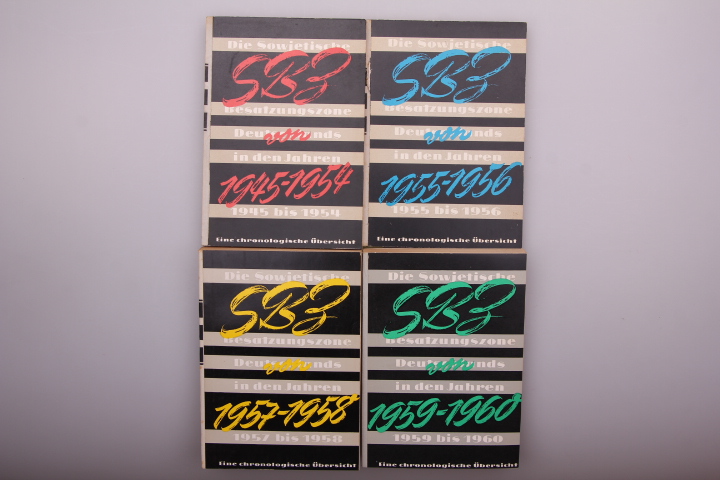 Die Sowjetische
SBZ
Besatzungszone
von
Deutschlands
in den Jahren
1945-1954
1945 bis 1954
Eine chronologische Übersicht
Die Sowjetische
SBZ
Besatzungszone
von
Deutschlands
in den Jahren
1955-1956
1955 bis 1956
Eine chronologische Übersicht
Die Sowjetische
SBZ
Besatzungszone
von
Deutschlands
in den Jahren
1957-1958
1957 bis 1958
Eine chronologische Übersicht
Die Sowjetische
SBZ
Besatzungszone
von
Deutschlands
in den Jahren
1959-1960
1959 bis 1960
Eine chronologische Übersicht